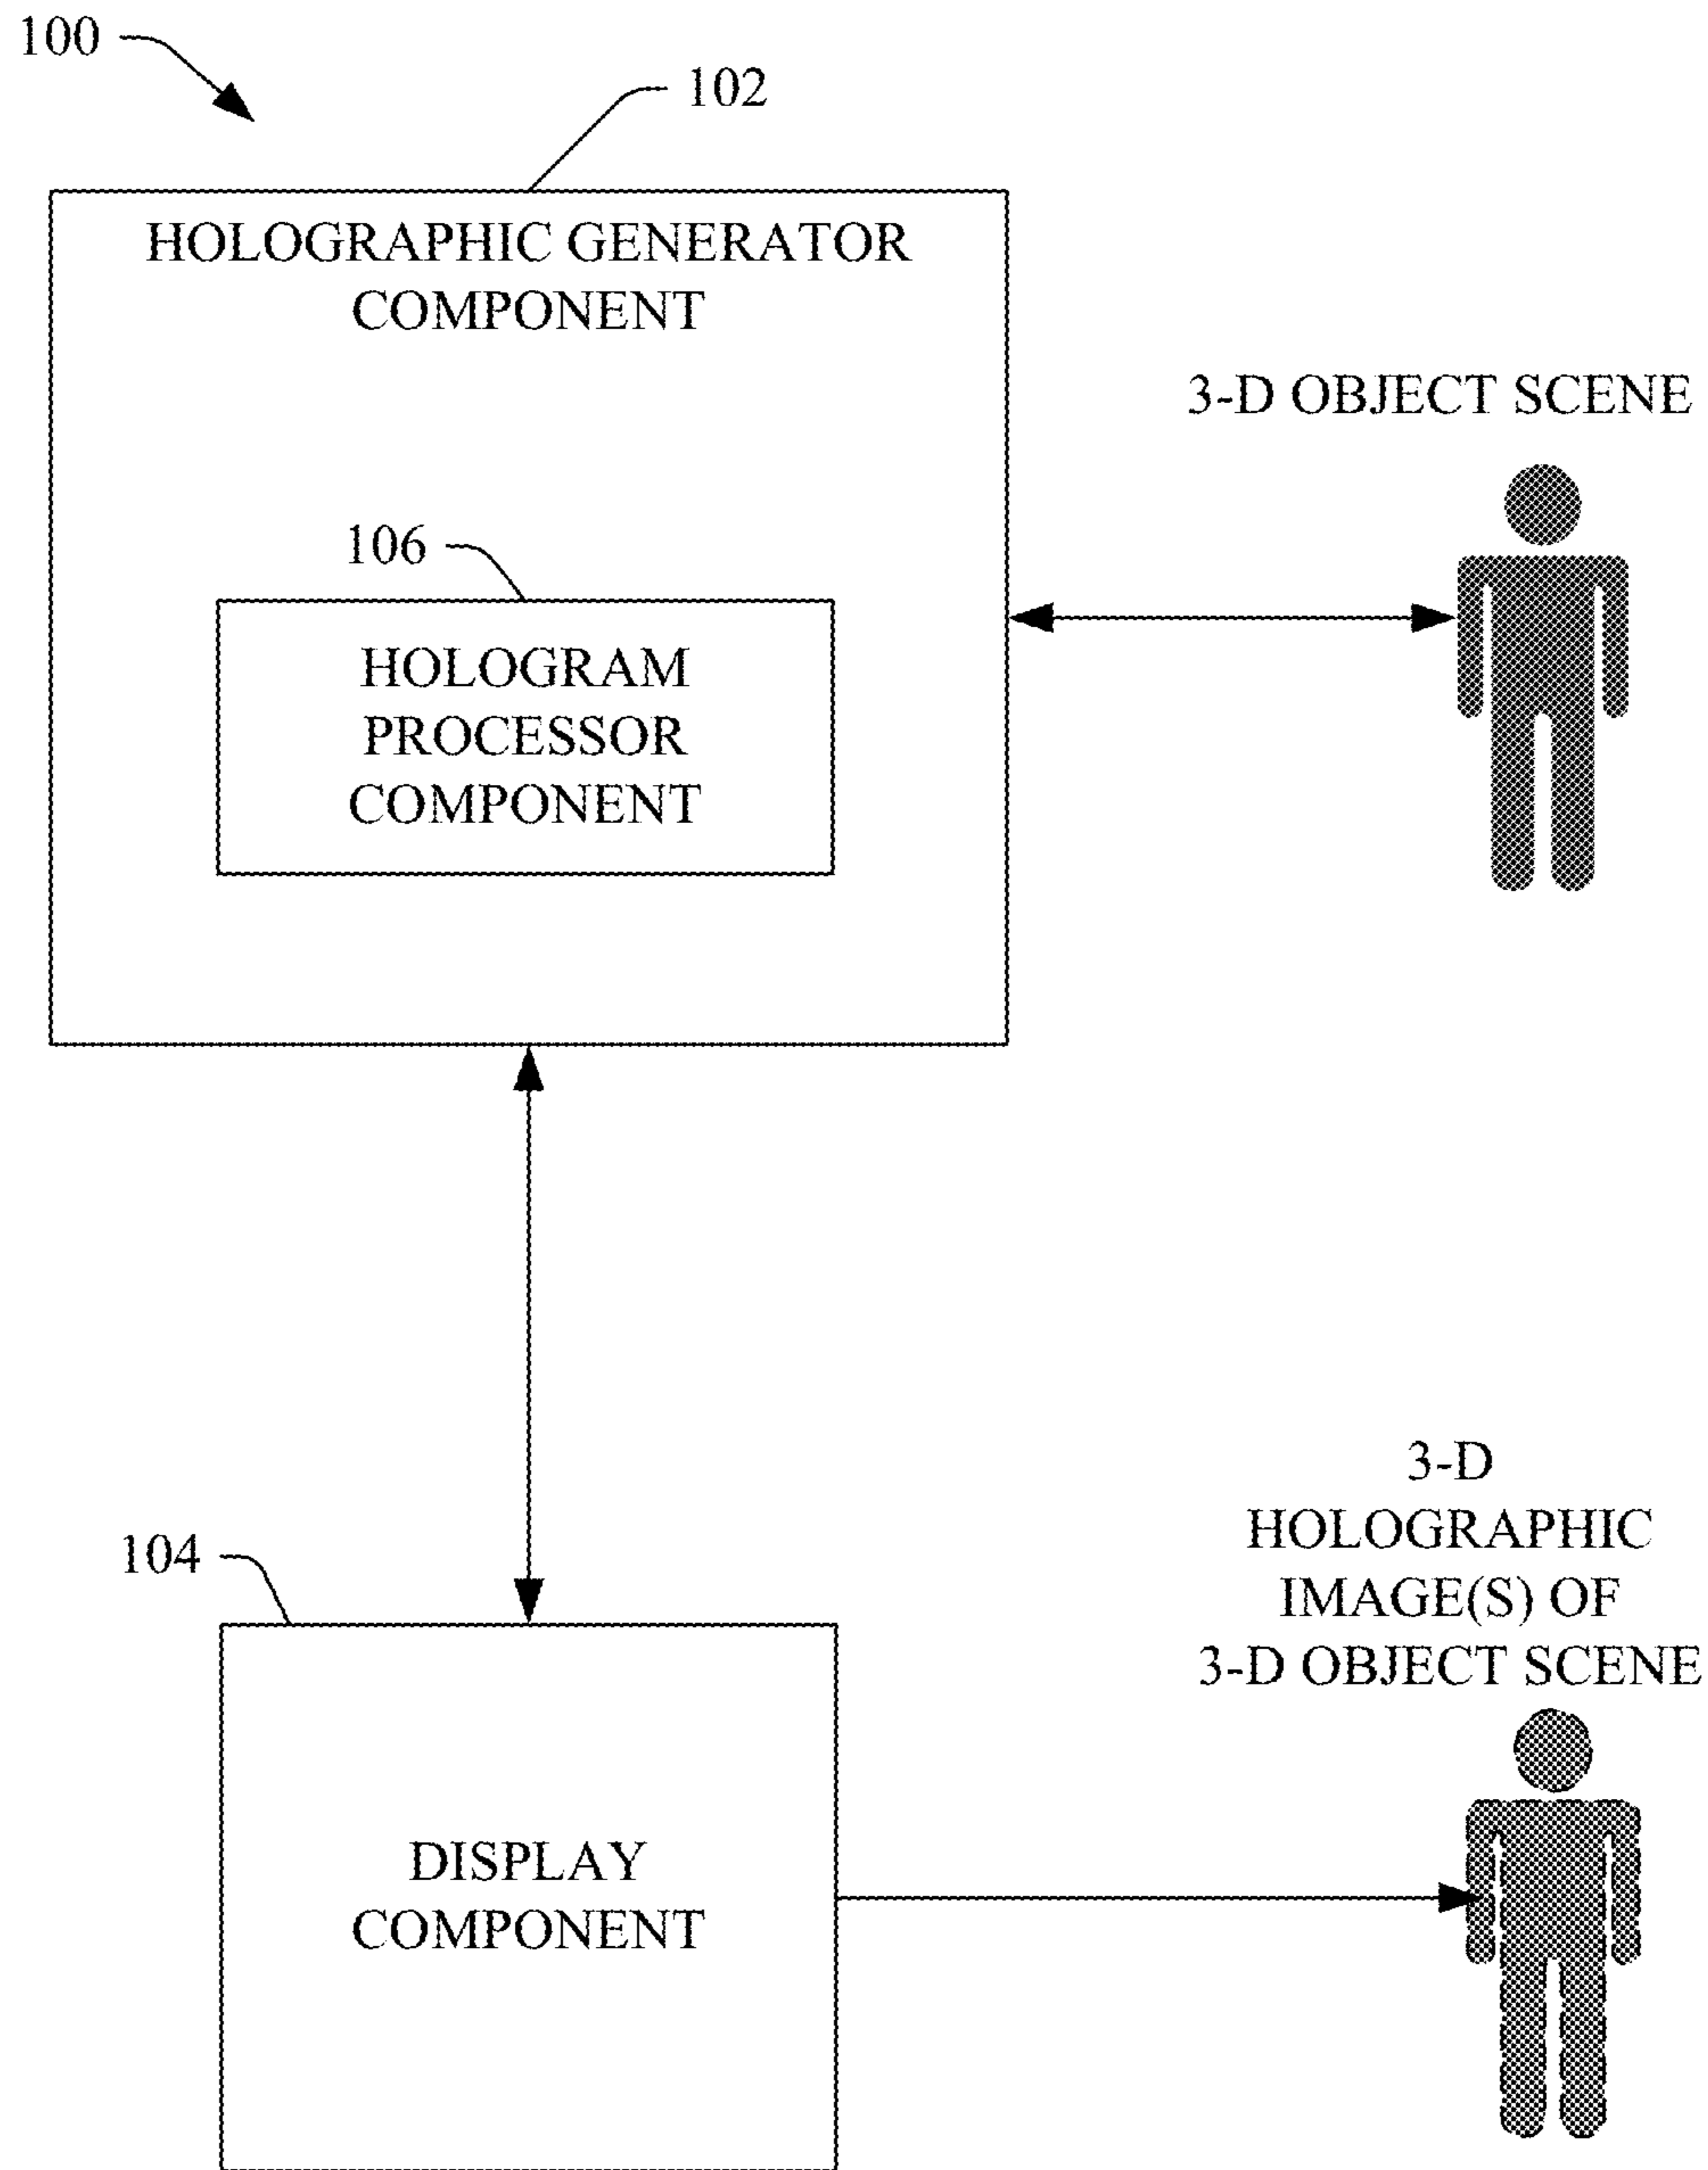 100
102
HOLOGRAPHIC GENERATOR
COMPONENT
3-D OBJECT SCENE
106
HOLOGRAM
PROCESSOR
COMPONENT
3-D
HOLOGRAPHIC
IMAGE(S) OF
3-D OBJECT SCENE
104
DISPLAY
COMPONENT